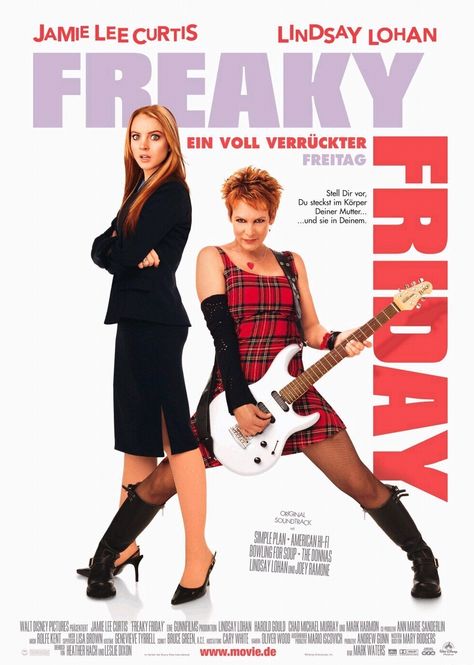 JAMIE LEE CURTIS
LINDSAY LOHAN
FREAKY
FRIDAY
EIN VOLL VERRÜCKTER
FREITAG
Stell Dir vor,
Du steckst im Körper
Deiner Mutter...
...und sie in Deinem.
ORIGINAL
SOUNDTRACK
MIT
SIMPLE PLAN • AMERICAN HI-FI
BOWLING FOR SOUP • THE DONNAS
LINDSAY LOHAN UND JOEY RAMONE
WALT DISNEY PICTURES PRÄSENTIERT JAMIE LEE CURTIS "FREAKY FRIDAY" GUNNFILMS LINDSAY LOHAN HAROLD GOULD CHAD MICHAEL MURRAY UND MARK HARMON ANN MARIE SANDERLIN
ROLFE KENT LISA BROWN GENEVIEVE TYRRELL BRUCE GREEN, A.C.E. CARY WHITE OLIVER WOOD MARIO ISCOVICH ANDREW GUNN MARY RODGERS
HEATHER HACH UND LESLIE DIXON www.movie.de MARK WATERS